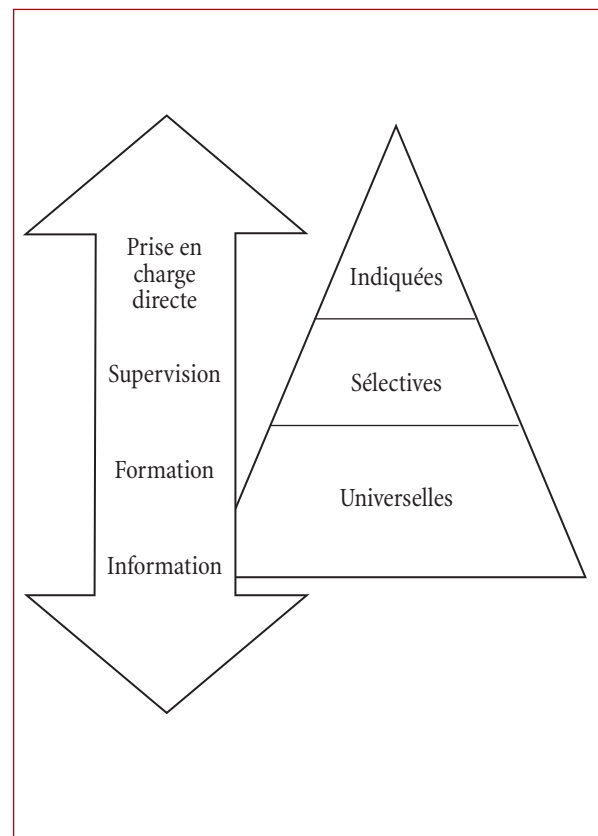 Prise en
charge
directe
Supervision
Formation
Information
Indiquées
Sélectives
Universelles